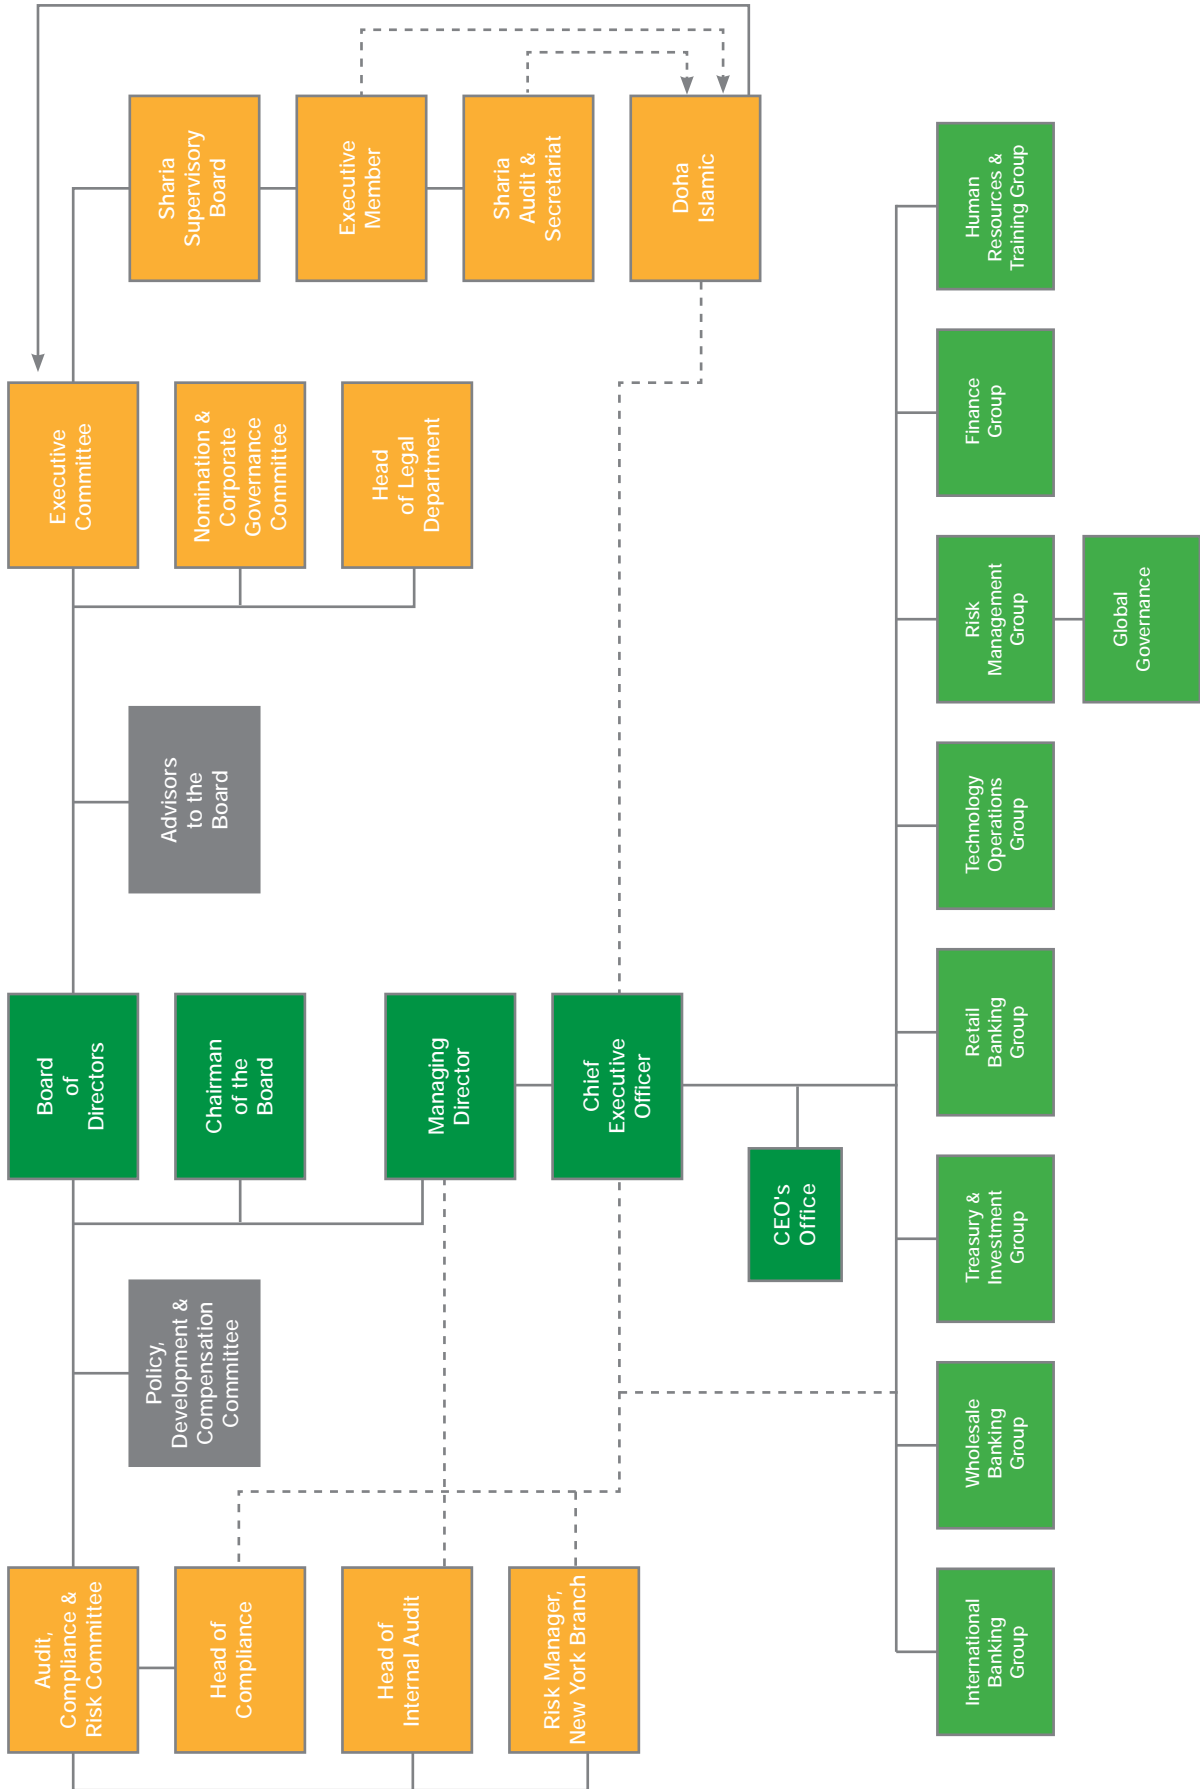 Audit,
Compliance &
Risk Committee
Head of
Compliance
Head of
Internal Audit
Risk Manager,
New York Branch
Policy,
Development &
Compensation
Committee
Board
of
Directors
Chairman
of the
Board
Managing
Director
Chief
Executive
Officer
CEO's
Office
Advisors
to the
Board
Executive
Committee
Nomination &
Corporate
Governance
Committee
Head
of Legal
Department
Sharia
Supervisory
Board
Executive
Member
Sharia
Audit &
Secretariat
Doha
Islamic
International
Banking
Group
Wholesale
Banking
Group
Treasury &
Investment
Group
Retail
Banking
Group
Technology
Operations
Group
Risk
Management
Group
Finance
Group
Human
Resources &
Training Group
Global
Governance